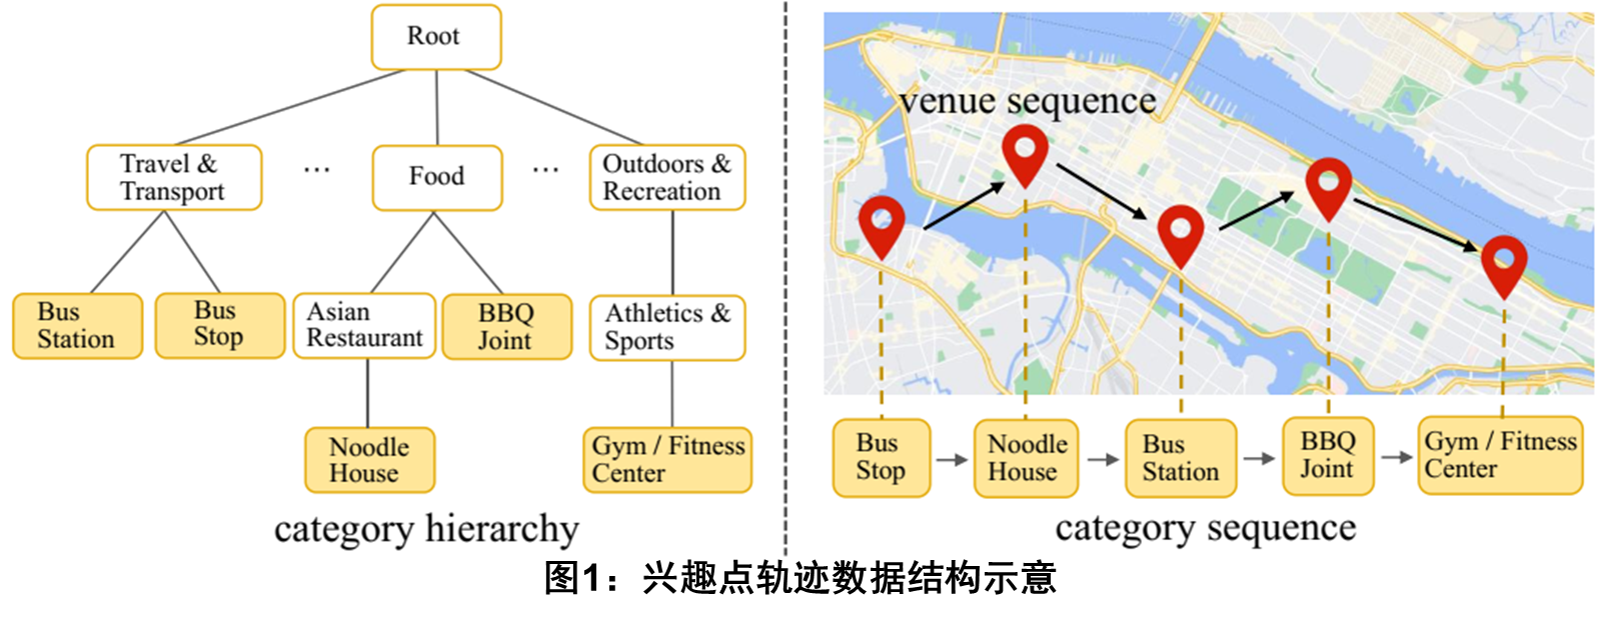 Root
Travel &
Transport
...
Food
...
Outdoors &
Recreation
Bus
Station
Bus
Stop
Asian
Restaurant
BBQ
Joint
Athletics &
Sports
Noodle
House
Gym / Fitness
Center
category hierarchy
venue sequence
Bus
Stop
Noodle
House
Bus
Station
BBQ
Joint
Gym / Fitness
Center
category sequence
图1：兴趣点轨迹数据结构示意